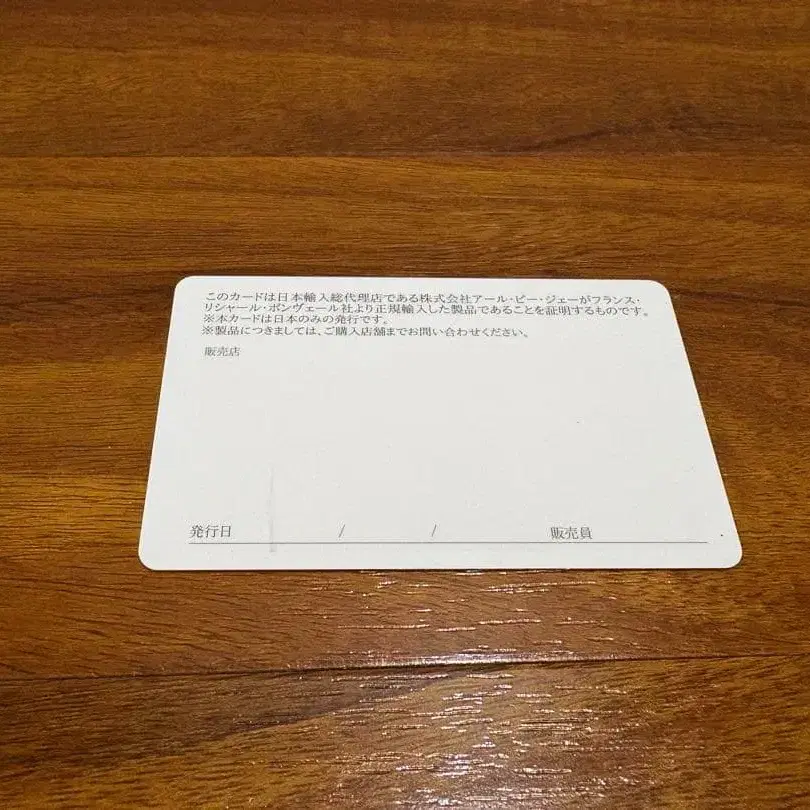 このカードは日本輸入総代理店である株式会社アール・ピー・ジェーがフランス・
リシャール・ボンヴェール社より正規輸入した製品であることを証明するものです。
※本カードは日本のみの発行です。
※製品につきましては、ご購入店舗までお問い合わせください。
販売店
発行日 / / 販売員